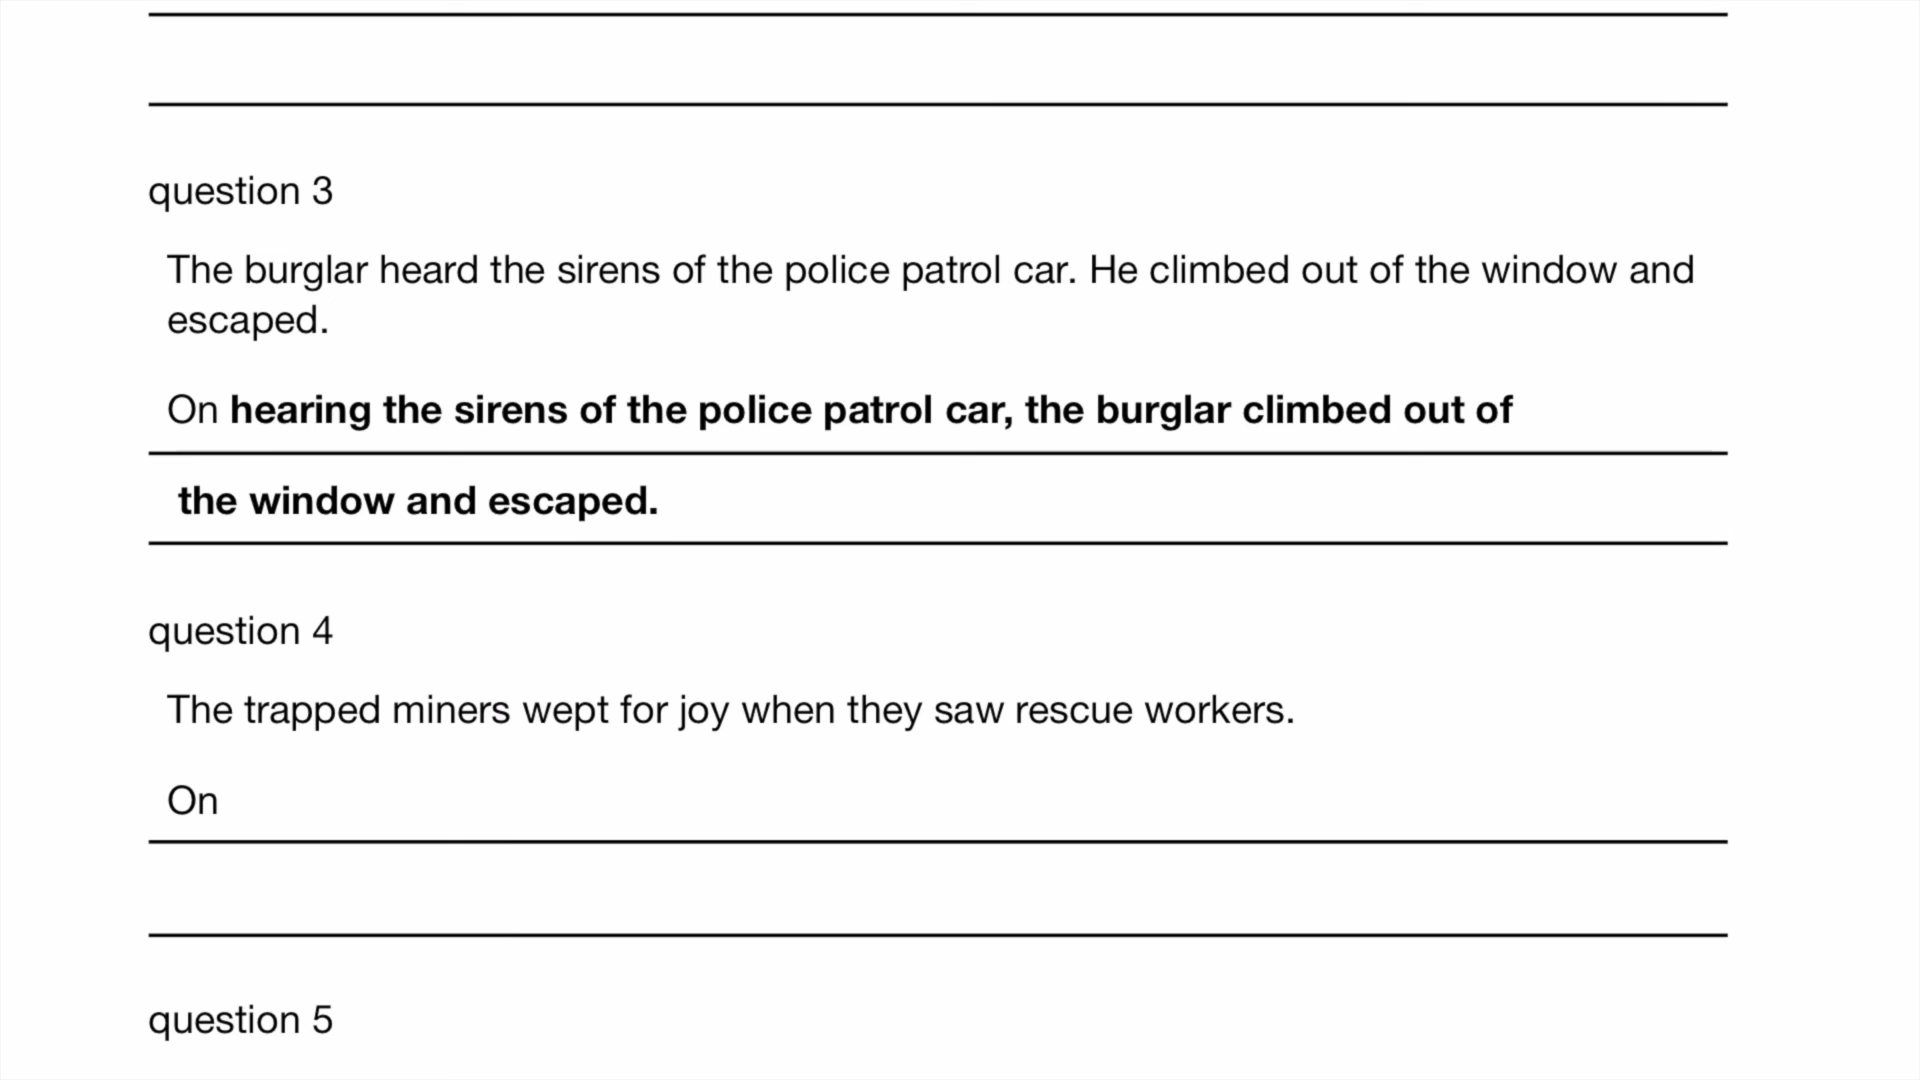 question 3
The burglar heard the sirens of the police patrol car. He climbed out of the window and
escaped.
On hearing the sirens of the police patrol car, the burglar climbed out of
the window and escaped.
question 4
The trapped miners wept for joy when they saw rescue workers.
On
question 5